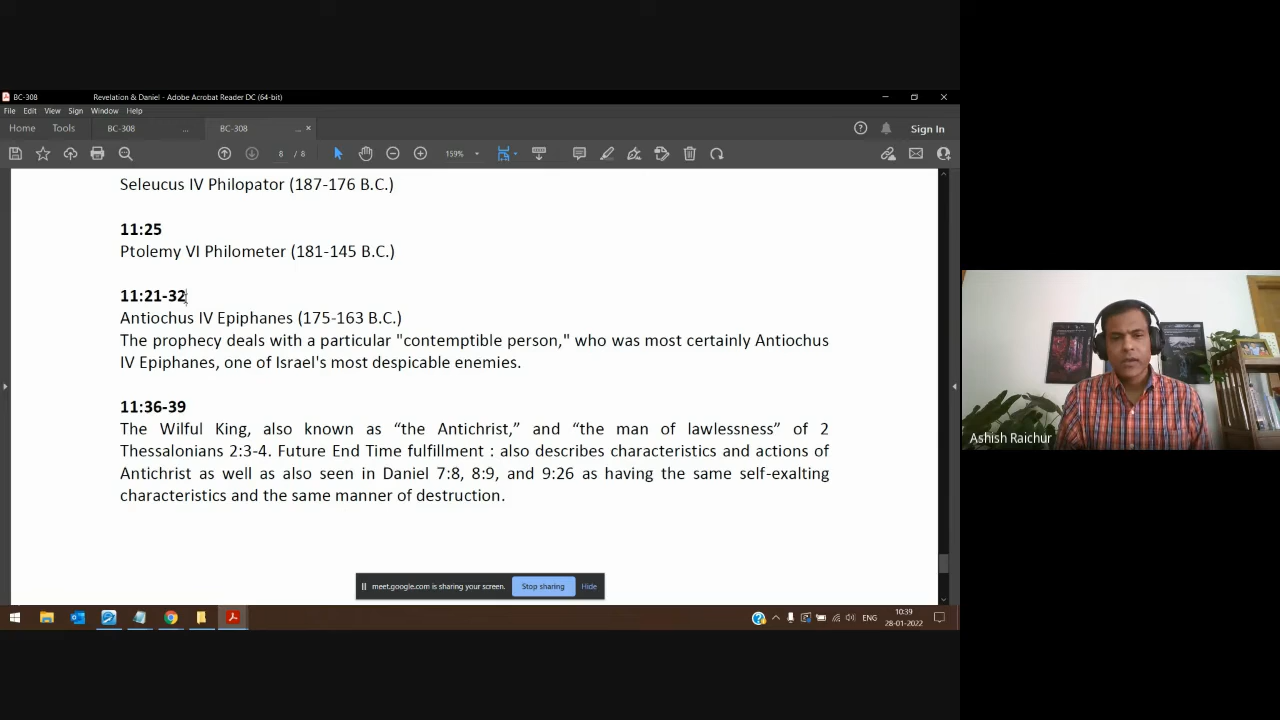 BC-308
Revelation & Daniel - Adobe Acrobat Reader DC (64-bit)
File Edit View Sign Window Help
Home Tools BC-308 ... BC-308 ... × Sign In
8 / 8 159%
Seleucus IV Philopator (187-176 B.C.)
11:25
Ptolemy VI Philometer (181-145 B.C.)
11:21-32
Antiochus IV Epiphanes (175-163 B.C.)
The prophecy deals with a particular "contemptible person," who was most certainly Antiochus
IV Epiphanes, one of Israel's most despicable enemies.
11:36-39
The Wilful King, also known as “the Antichrist,” and “the man of lawlessness” of 2
Thessalonians 2:3-4. Future End Time fulfillment : also describes characteristics and actions of
Antichrist as well as also seen in Daniel 7:8, 8:9, and 9:26 as having the same self-exalting
characteristics and the same manner of destruction.
meet.google.com is sharing your screen. Stop sharing Hide
ENG
10:39
28-01-2022
Ashish Raichur